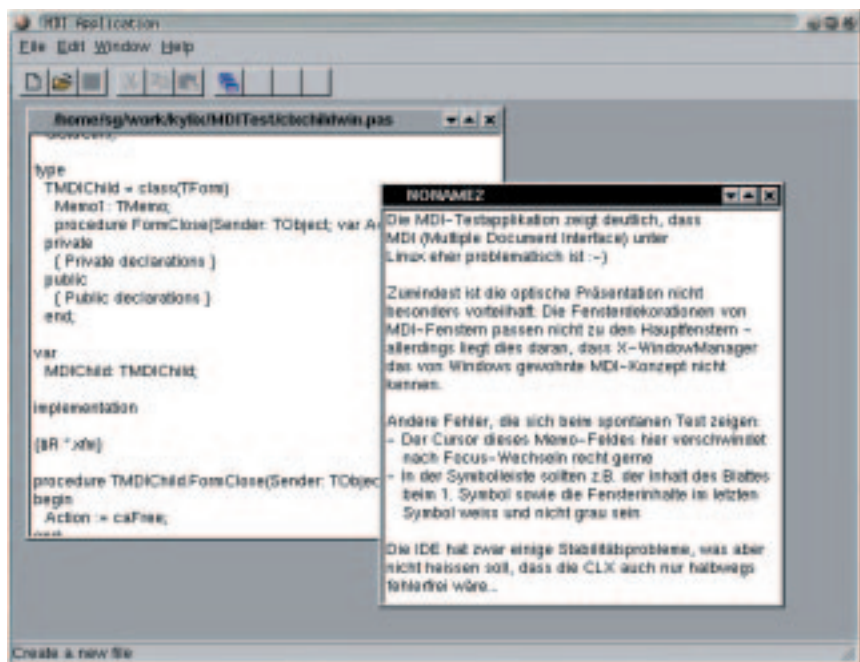 MDI Application
File Edit Window Help
/home/sg/work/kylix/MDITest/clxchildwin.pas
type
TMDIChild = class(TForm)
Memo1: TMemo;
procedure FormClose(Sender: TObject; var Ac
private
{ Private declarations }
public
{ Public declarations }
end;
var
MDIChild: TMDIChild;
implementation
{$R *.xfm}
procedure TMDIChild.FormClose(Sender: TObjec
begin
Action := caFree;
NONAME2
Die MDI-Testapplikation zeigt deutlich, dass
MDI (Multiple Document Interface) unter
Linux eher problematisch ist :-)
Zumindest ist die optische Präsentation nicht
besonders vorteilhaft: Die Fensterdekorationen von
MDI-Fenstern passen nicht zu den Hauptfenstern -
allerdings liegt dies daran, dass X-WindowManager
das von Windows gewohnte MDI-Konzept nicht
kennen.
Andere Fehler, die sich beim spontanen Test zeigen:
- Der Cursor dieses Memo-Feldes hier verschwindet
nach Focus-Wechseln recht gerne
- In der Symbolleiste sollten z.B. der Inhalt des Blattes
beim 1. Symbol sowie die Fensterinhalte im letzten
Symbol weiss und nicht grau sein
Die IDE hat zwar einige Stabilitätsprobleme, was aber
nicht heissen soll, dass die CLX auch nur halbwegs
fehlerfrei wäre...
Create a new file